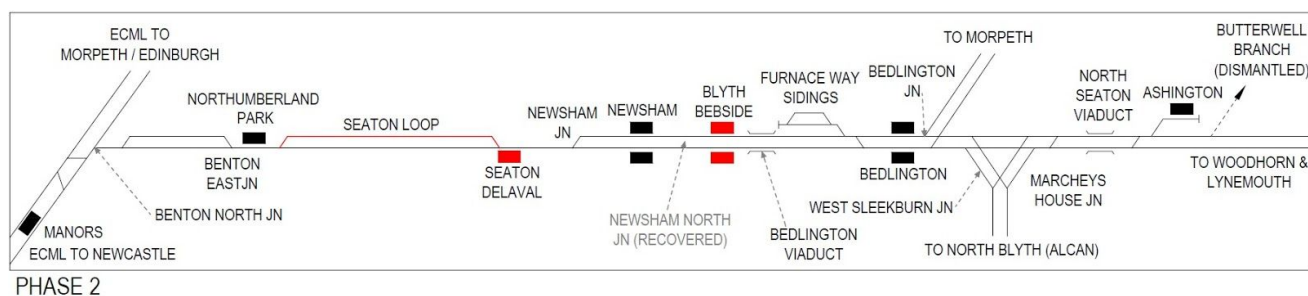 ECML TO
MORPETH / EDINBURGH
NORTHUMBERLAND
PARK
SEATON LOOP
BENTON
EASTJN
BENTON NORTH JN
MANORS
ECML TO NEWCASTLE
SEATON
DELAVAL
NEWSHAM
JN
NEWSHAM
BLYTH
BEBSIDE
NEWSHAM NORTH
JN (RECOVERED)
FURNACE WAY
SIDINGS
BEDLINGTON
VIADUCT
BEDLINGTON
JN
TO MORPETH
BEDLINGTON
WEST SLEEKBURN JN
TO NORTH BLYTH (ALCAN)
NORTH
SEATON
VIADUCT
MARCHEYS
HOUSE JN
ASHINGTON
BUTTERWELL
BRANCH
(DISMANTLED)
TO WOODHORN &
LYNEMOUTH
PHASE 2